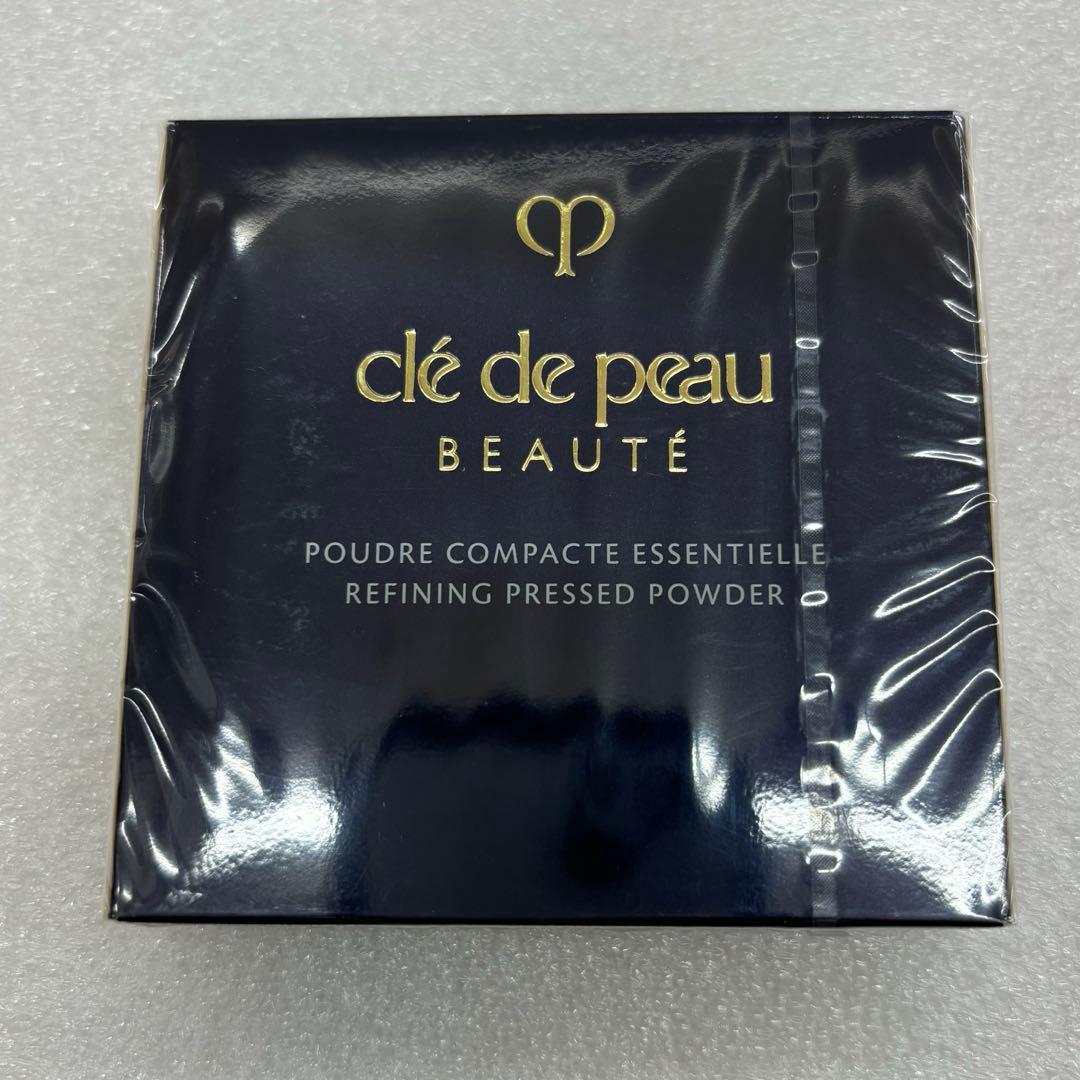 clé de peau
BEAUTÉ
POUDRE COMPACTE ESSENTIELLE
REFINING PRESSED POWDER